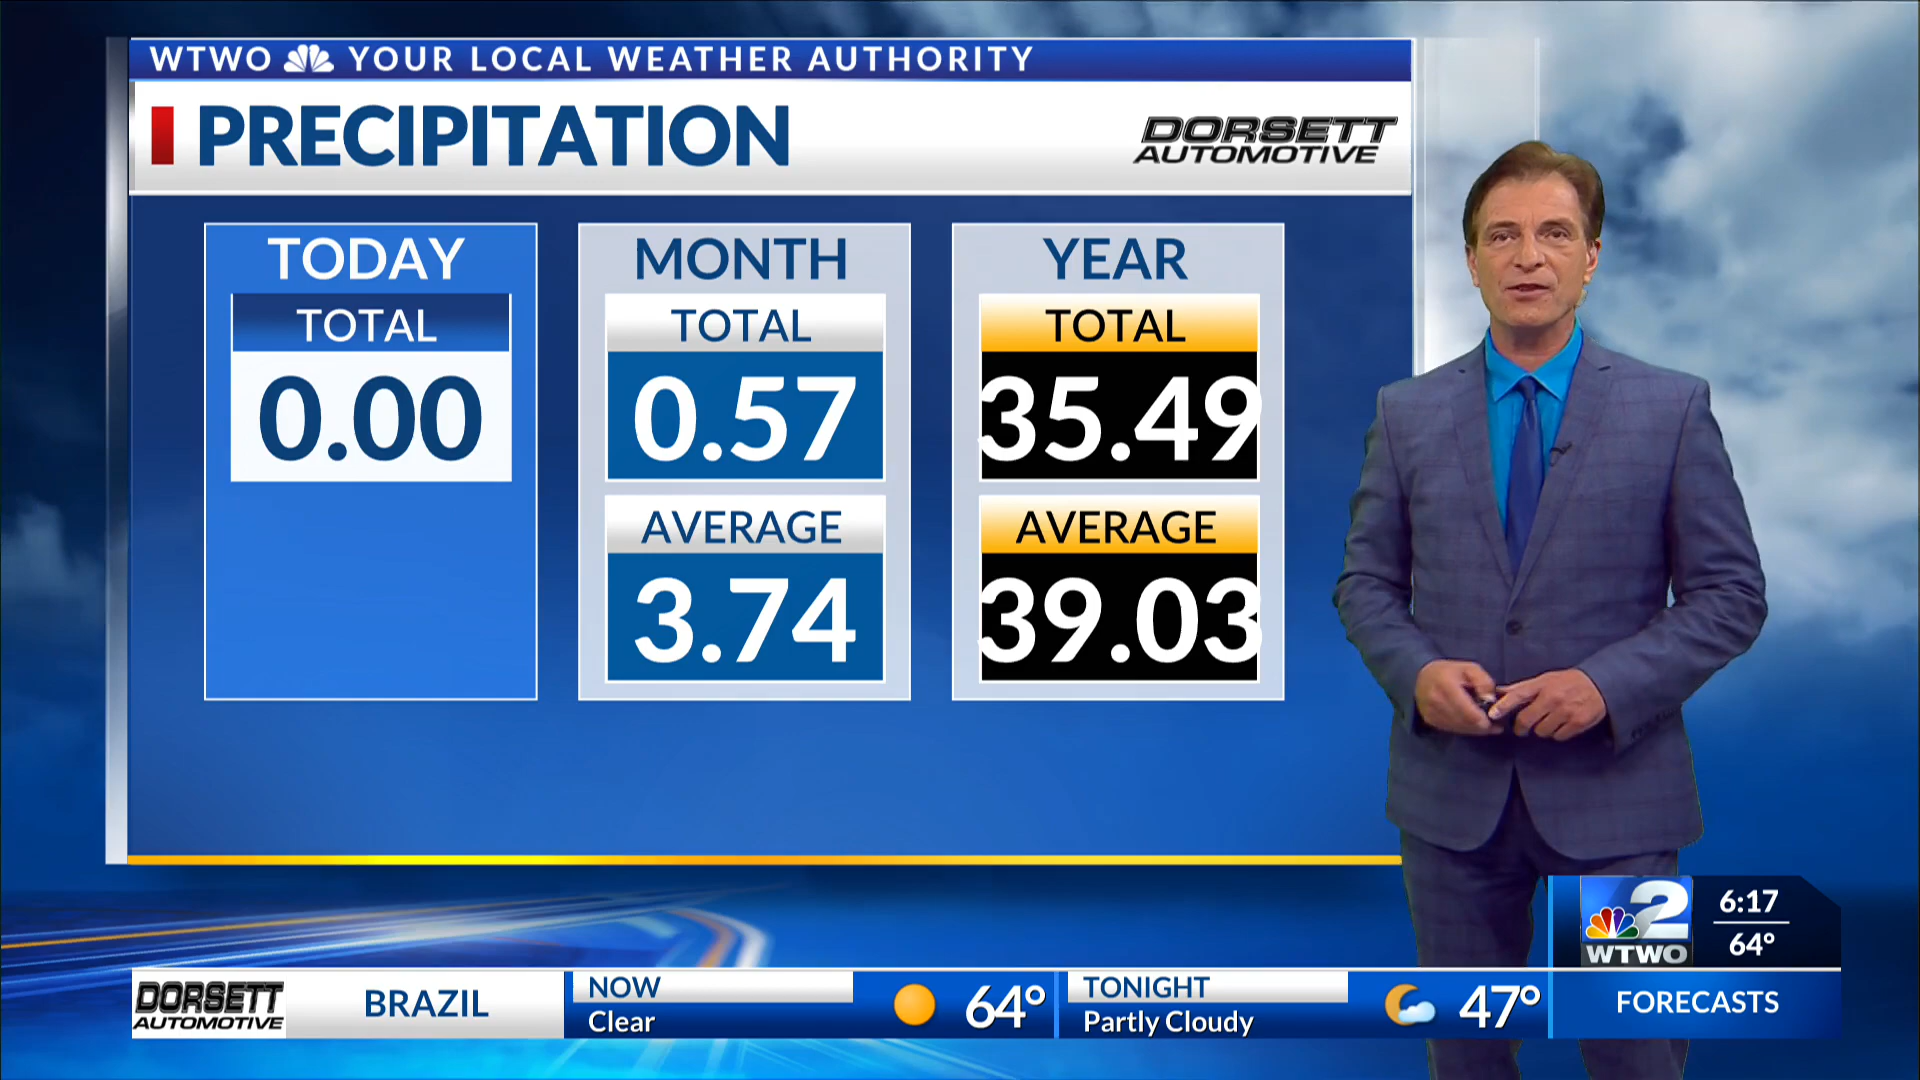 WTWO YOUR LOCAL WEATHER AUTHORITY
PRECIPITATION
DORSETT
AUTOMOTIVE
TODAY
TOTAL
0.00
MONTH
TOTAL
0.57
AVERAGE
3.74
YEAR
TOTAL
35.49
AVERAGE
39.03
2
WTWO
6:17
64°
DORSETT
AUTOMOTIVE
BRAZIL
NOW
Clear
64°
TONIGHT
Partly Cloudy
47°
FORECASTS